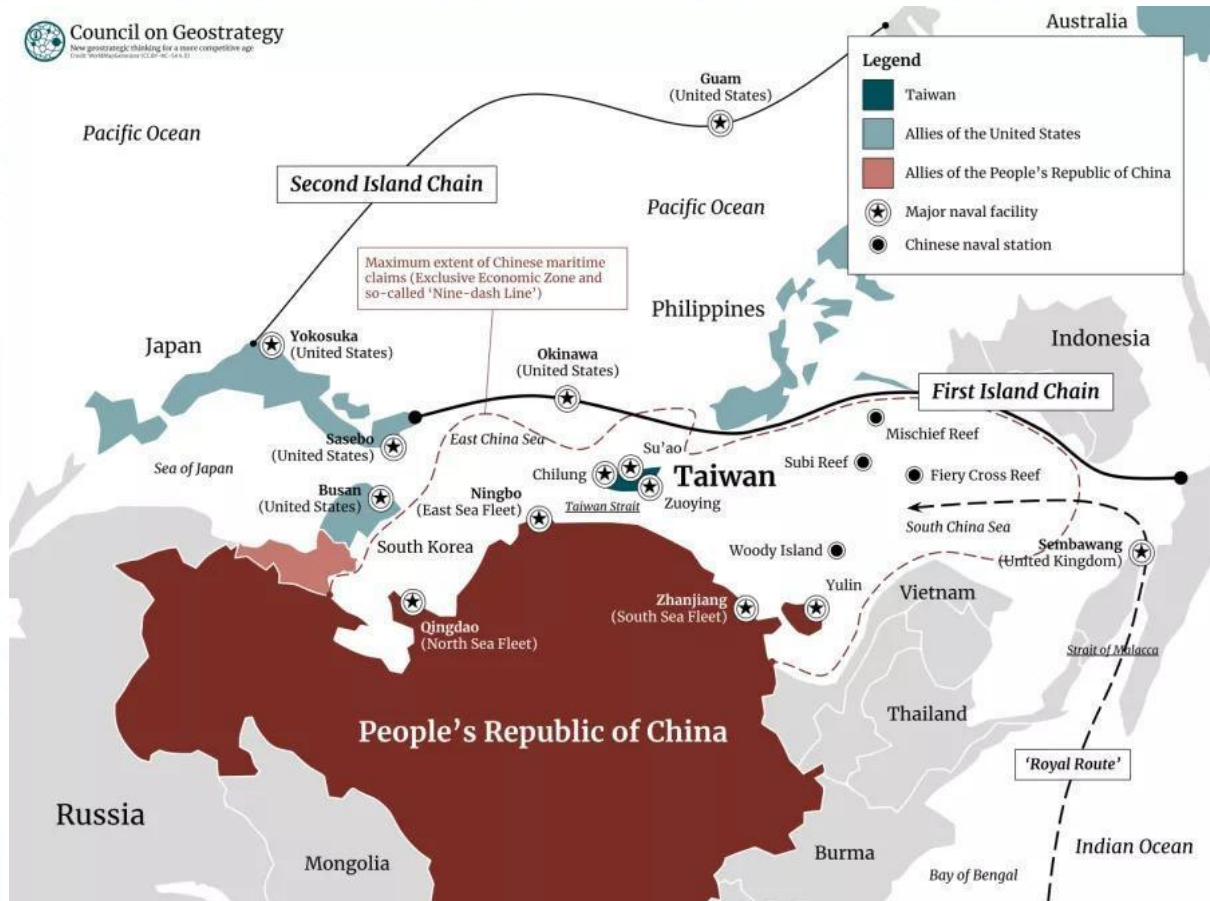 Council on Geostrategy
New geostrategic thinking for a more competitive age
Australia
Legend
Taiwan
Allies of the United States
Allies of the People's Republic of China
Major naval facility
Chinese naval station
Guam
(United States)
Pacific Ocean
Second Island Chain
Pacific Ocean
Maximum extent of Chinese maritime
claims (Exclusive Economic Zone and
so-called ‘Nine-dash Line’)
Philippines
Indonesia
Japan
Yokosuka
(United States)
Okinawa
(United States)
First Island Chain
Mischief Reef
Sasebo
(United States)
East China Sea
Su'ao
Sea of Japan
Chilung
Taiwan
Subi Reef
Fiery Cross Reef
Busan
(United States)
Ningbo
(East Sea Fleet)
Taiwan Strait
Zuoying
South China Sea
South Korea
Woody Island
Sembawang
(United Kingdom)
Yulin
Vietnam
Zhanjiang
(South Sea Fleet)
Qingdao
(North Sea Fleet)
Strait of Malacca
Thailand
People's Republic of China
‘Royal Route’
Russia
Mongolia
Burma
Indian Ocean
Bay of Bengal